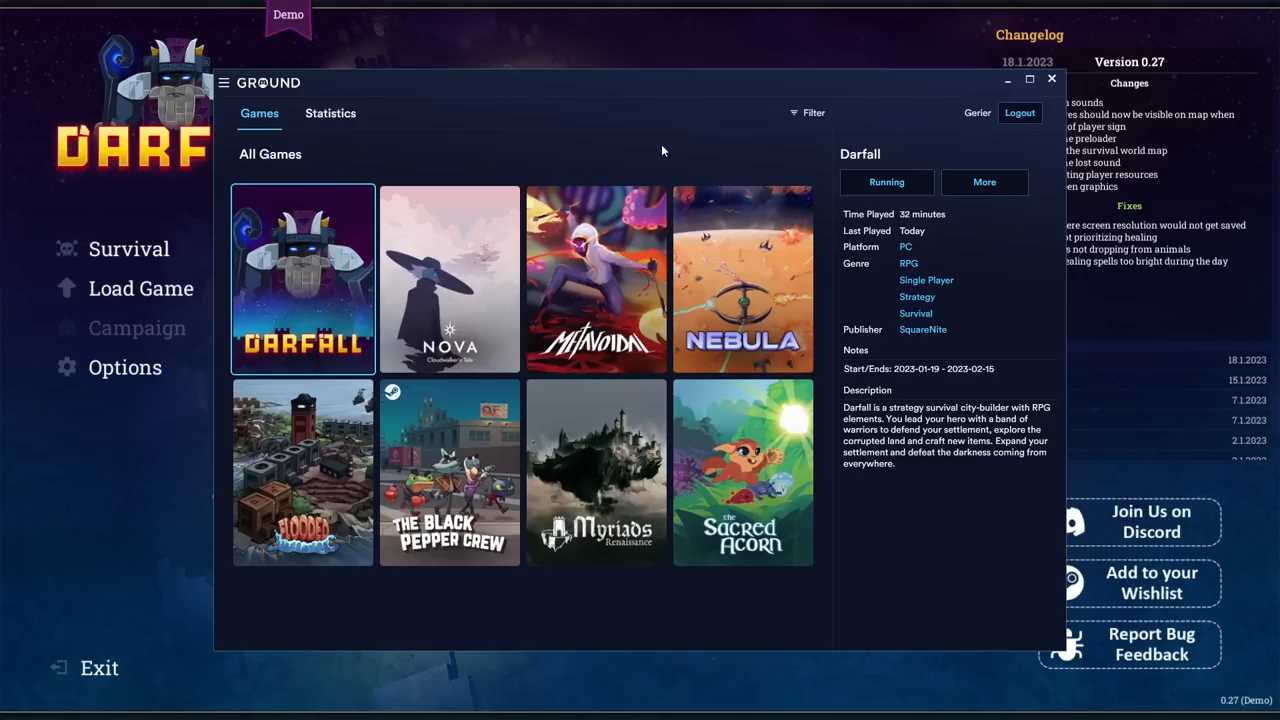 Demo
DARF
Survival
Load Game
Campaign
Options
Exit
GROUND
Games
Statistics
Filter
Gerier
Logout
All Games
DARFALL
NOVA
Cloudwalker's Tale
METAVOIDAL
NEBULA
FLOODED
THE BLACK
PEPPER CREW
Myriads
Renaissance
the
Sacred
Acorn
Darfall
Running
More
Time Played 32 minutes
Last Played Today
Platform PC
Genre RPG
Single Player
Strategy
Survival
Publisher SquareNite
Notes
Start/Ends: 2023-01-19 - 2023-02-15
Description
Darfall is a strategy survival city-builder with RPG
elements. You lead your hero with a band of
warriors to defend your settlement, explore the
corrupted land and craft new items. Expand your
settlement and defeat the darkness coming from
everywhere.
Changelog
18.1.2023 Version 0.27
Changes
sounds
should now be visible on map when
of player sign
preloader
the survival world map
lost sound
player resources
graphics
Fixes
screen resolution would not get saved
prioritizing healing
not dropping from animals
spells too bright during the day
18.1.2023
15.1.2023
7.1.2023
7.1.2023
2.1.2023
Join Us on
Discord
Add to your
Wishlist
Report Bug
Feedback
0.27 (Demo)